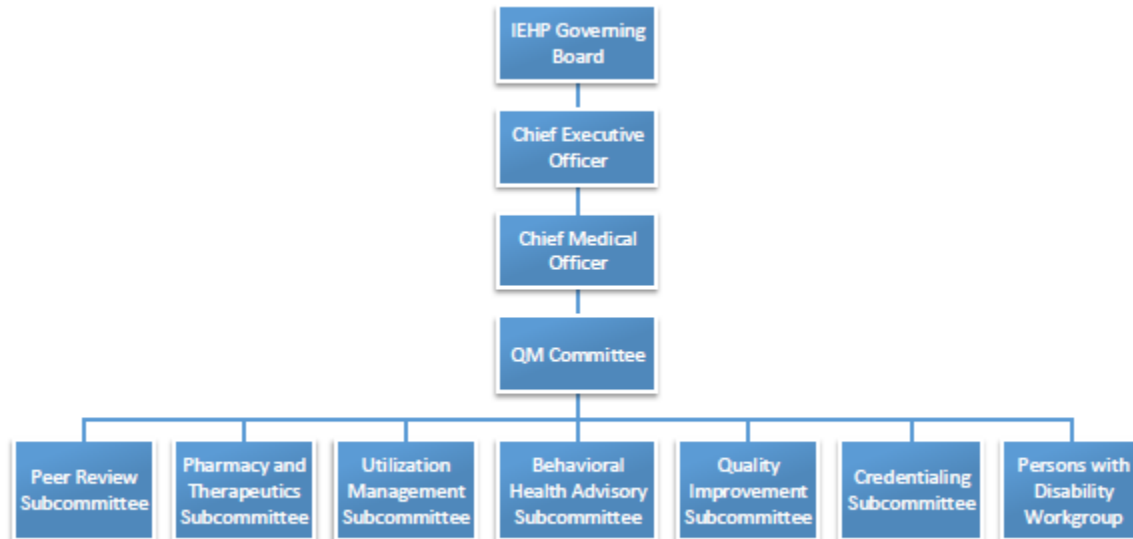 IEHP Governing
Board
Chief Executive
Officer
Chief Medical
Officer
QM Committee
Peer Review
Subcommittee
Pharmacy and
Therapeutics
Subcommittee
Utilization
Management
Subcommittee
Behavioral
Health Advisory
Subcommittee
Quality
Improvement
Subcommittee
Credentialing
Subcommittee
Persons with
Disability
Workgroup